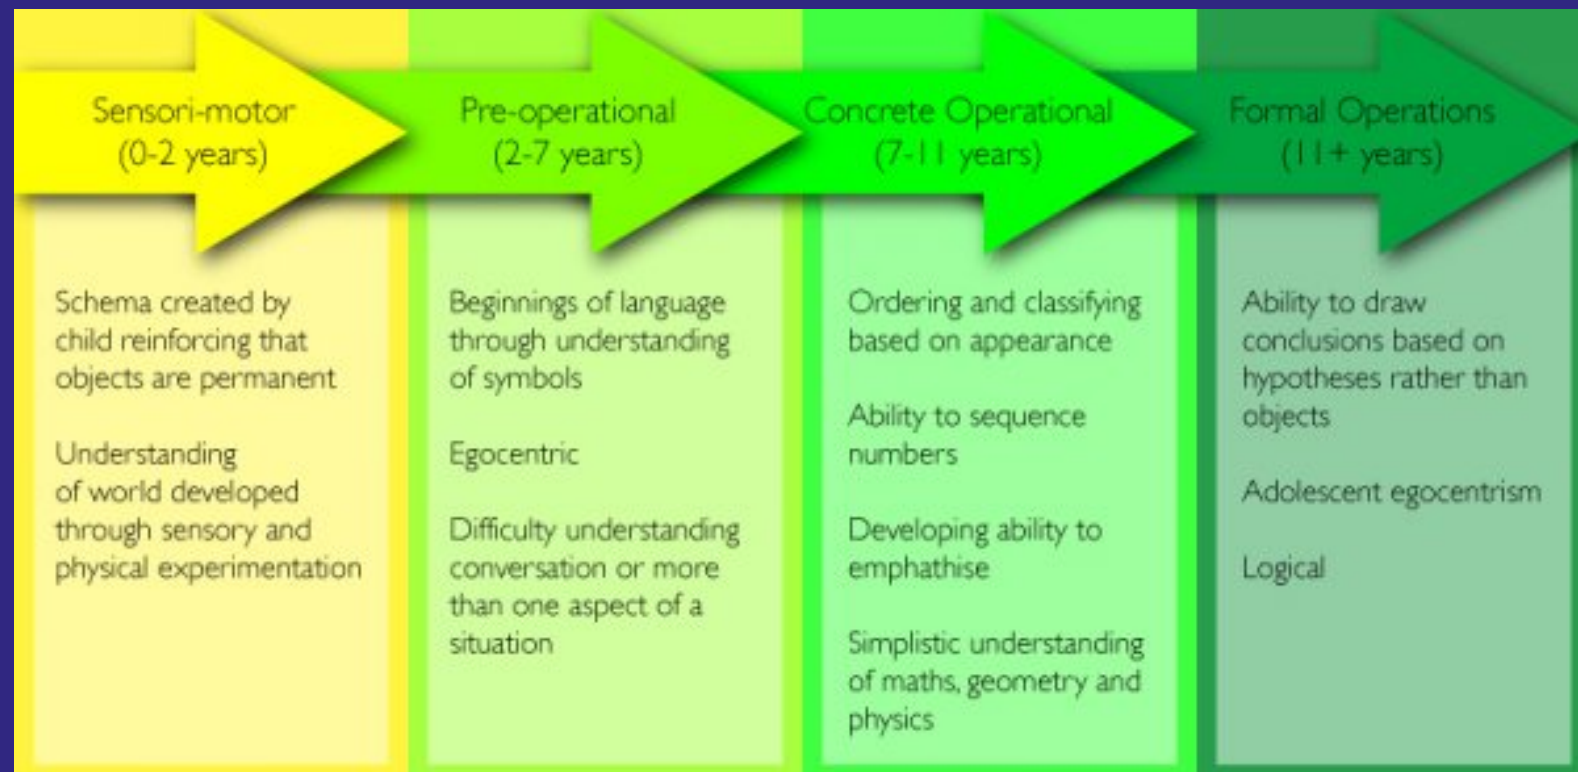 Sensori-motor
(0-2 years)
Schema created by
child reinforcing that
objects are permanent
Understanding
of world developed
through sensory and
physical experimentation
Pre-operational
(2-7 years)
Beginnings of language
through understanding
of symbols
Egocentric
Difficulty understanding
conversation or more
than one aspect of a
situation
Concrete Operational
(7-11 years)
Ordering and classifying
based on appearance
Ability to sequence
numbers
Developing ability to
emphathise
Simplistic understanding
of maths, geometry and
physics
Formal Operations
(11+ years)
Ability to draw
conclusions based on
hypotheses rather than
objects
Adolescent egocentrism
Logical